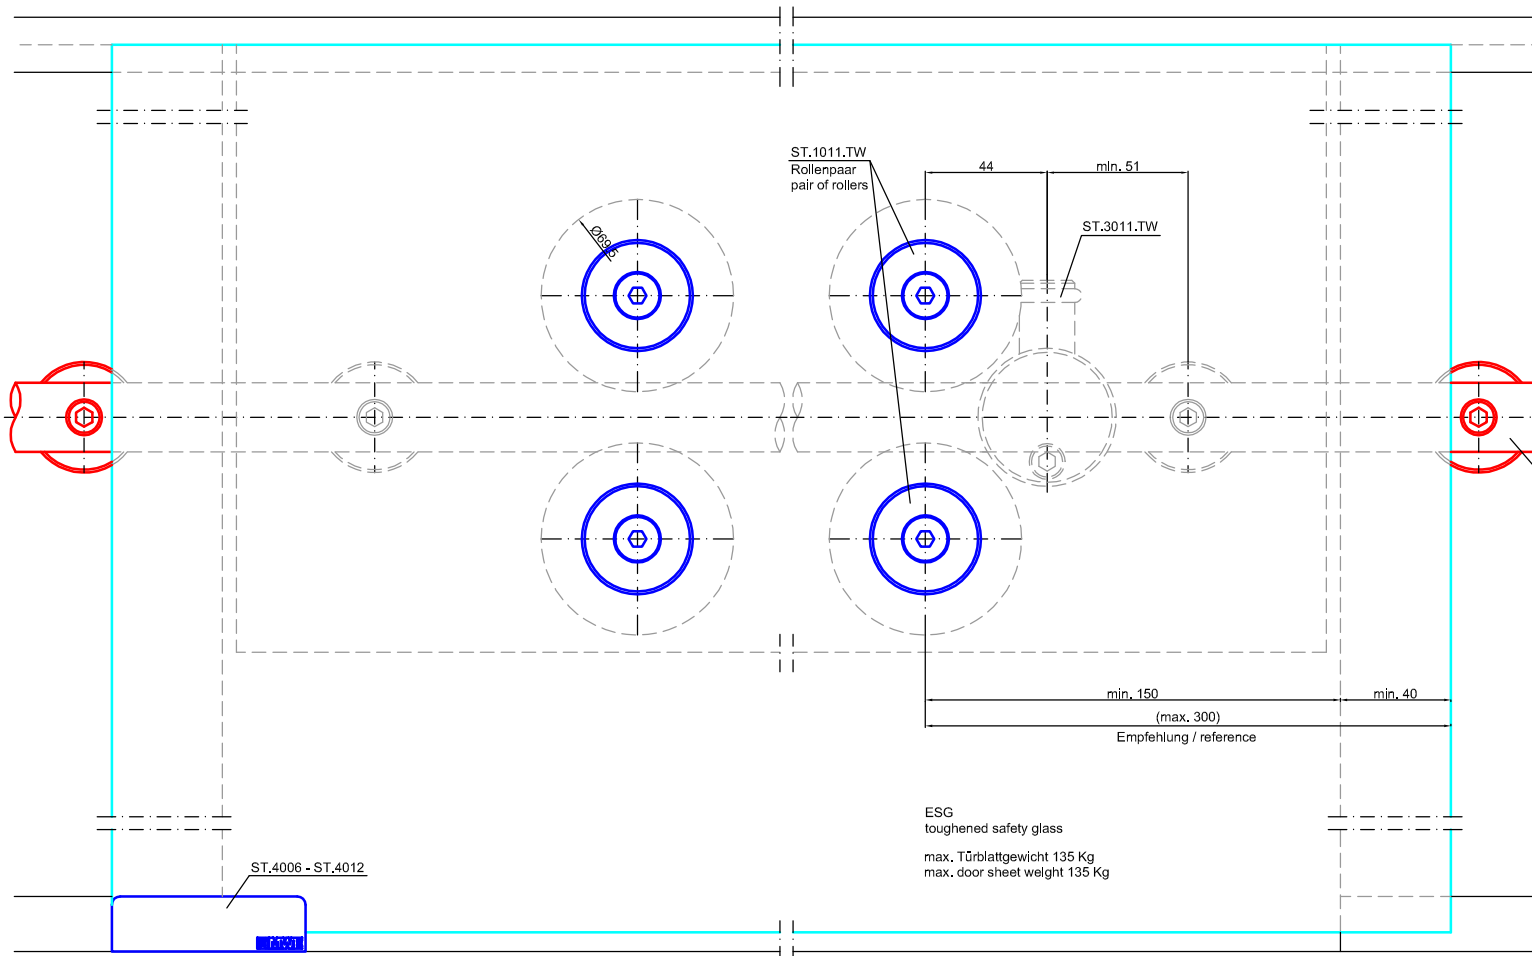 ST.1011.TW
Rollenpaar
pair of rollers
44
min. 51
ST.3011.TW
Ø69,5
min. 150
min. 40
(max. 300)
Empfehlung / reference
ESG
toughened safety glass
max. Türblattgewicht 135 Kg
max. door sheet weight 135 Kg
ST.4006 - ST.4012